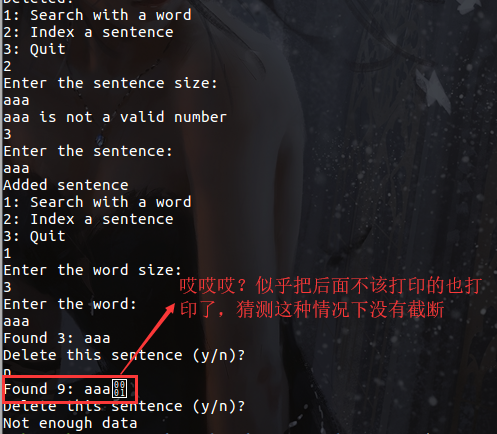 Deleted!
1: Search with a word
2: Index a sentence
3: Quit
2
Enter the sentence size:
aaa
aaa is not a valid number
3
Enter the sentence:
aaa
Added sentence
1: Search with a word
2: Index a sentence
3: Quit
1
Enter the word size:
3
Enter the word:
aaa
哎哎哎？似乎把后面不该打印的也打
印了，猜测这种情况下没有截断
Found 3: aaa
Delete this sentence (y/n)?
n
Found 9: aaa
Delete this sentence (y/n)?
Not enough data